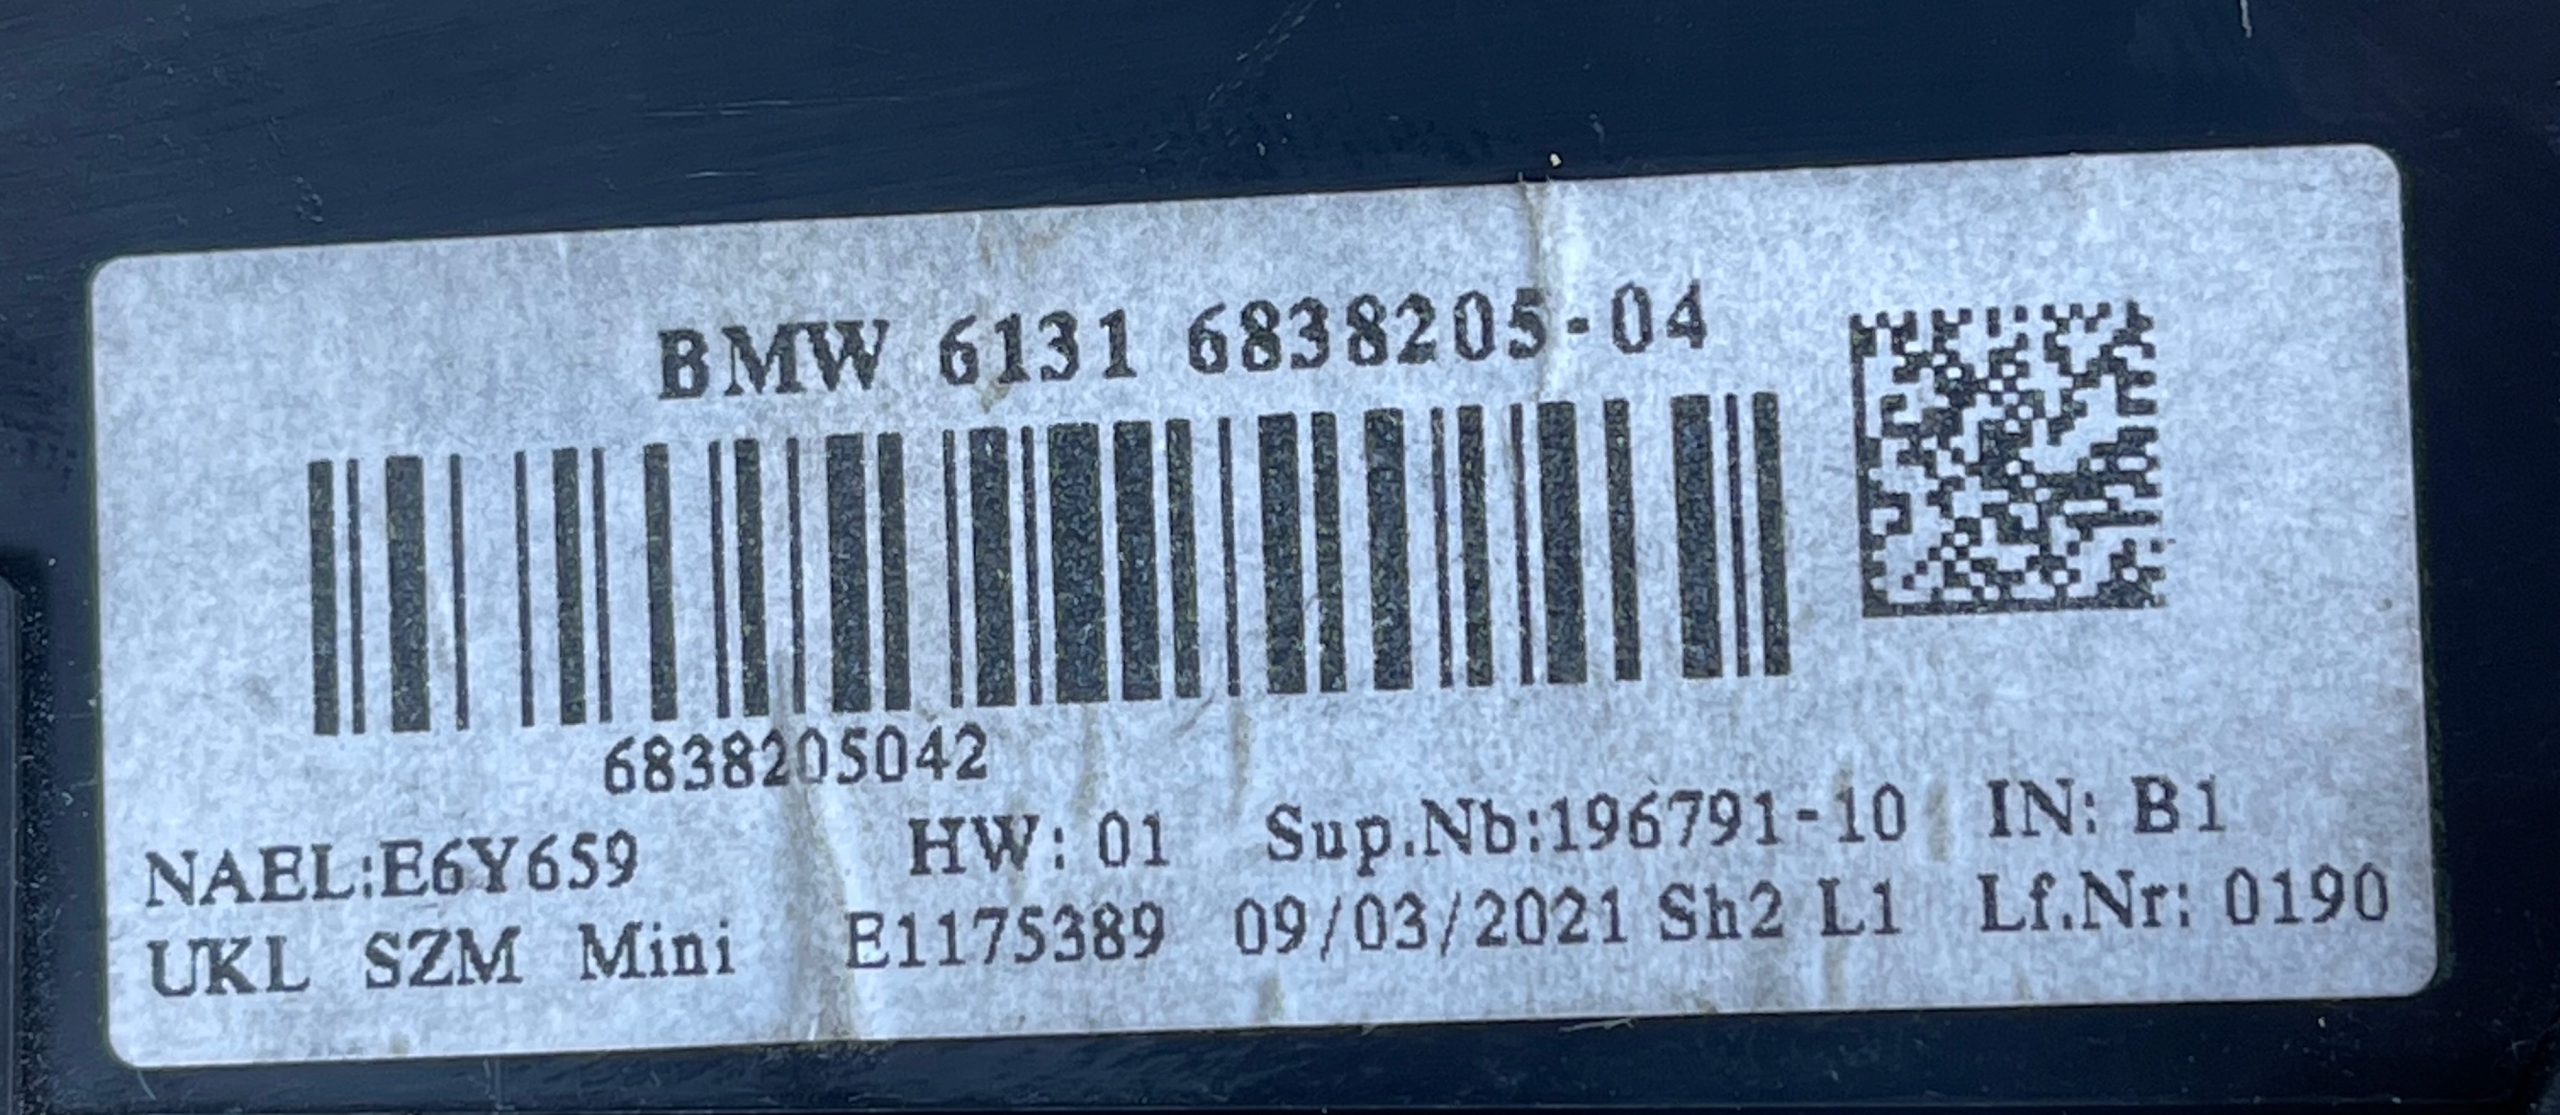 BMW 6131 6838205-04
6838205042
NAEL:E6Y659 HW: 01 Sup.Nb:196791-10 IN: B1
UKL SZM Mini E1175389 09/03/2021 Sh2 L1 Lf.Nr: 0190